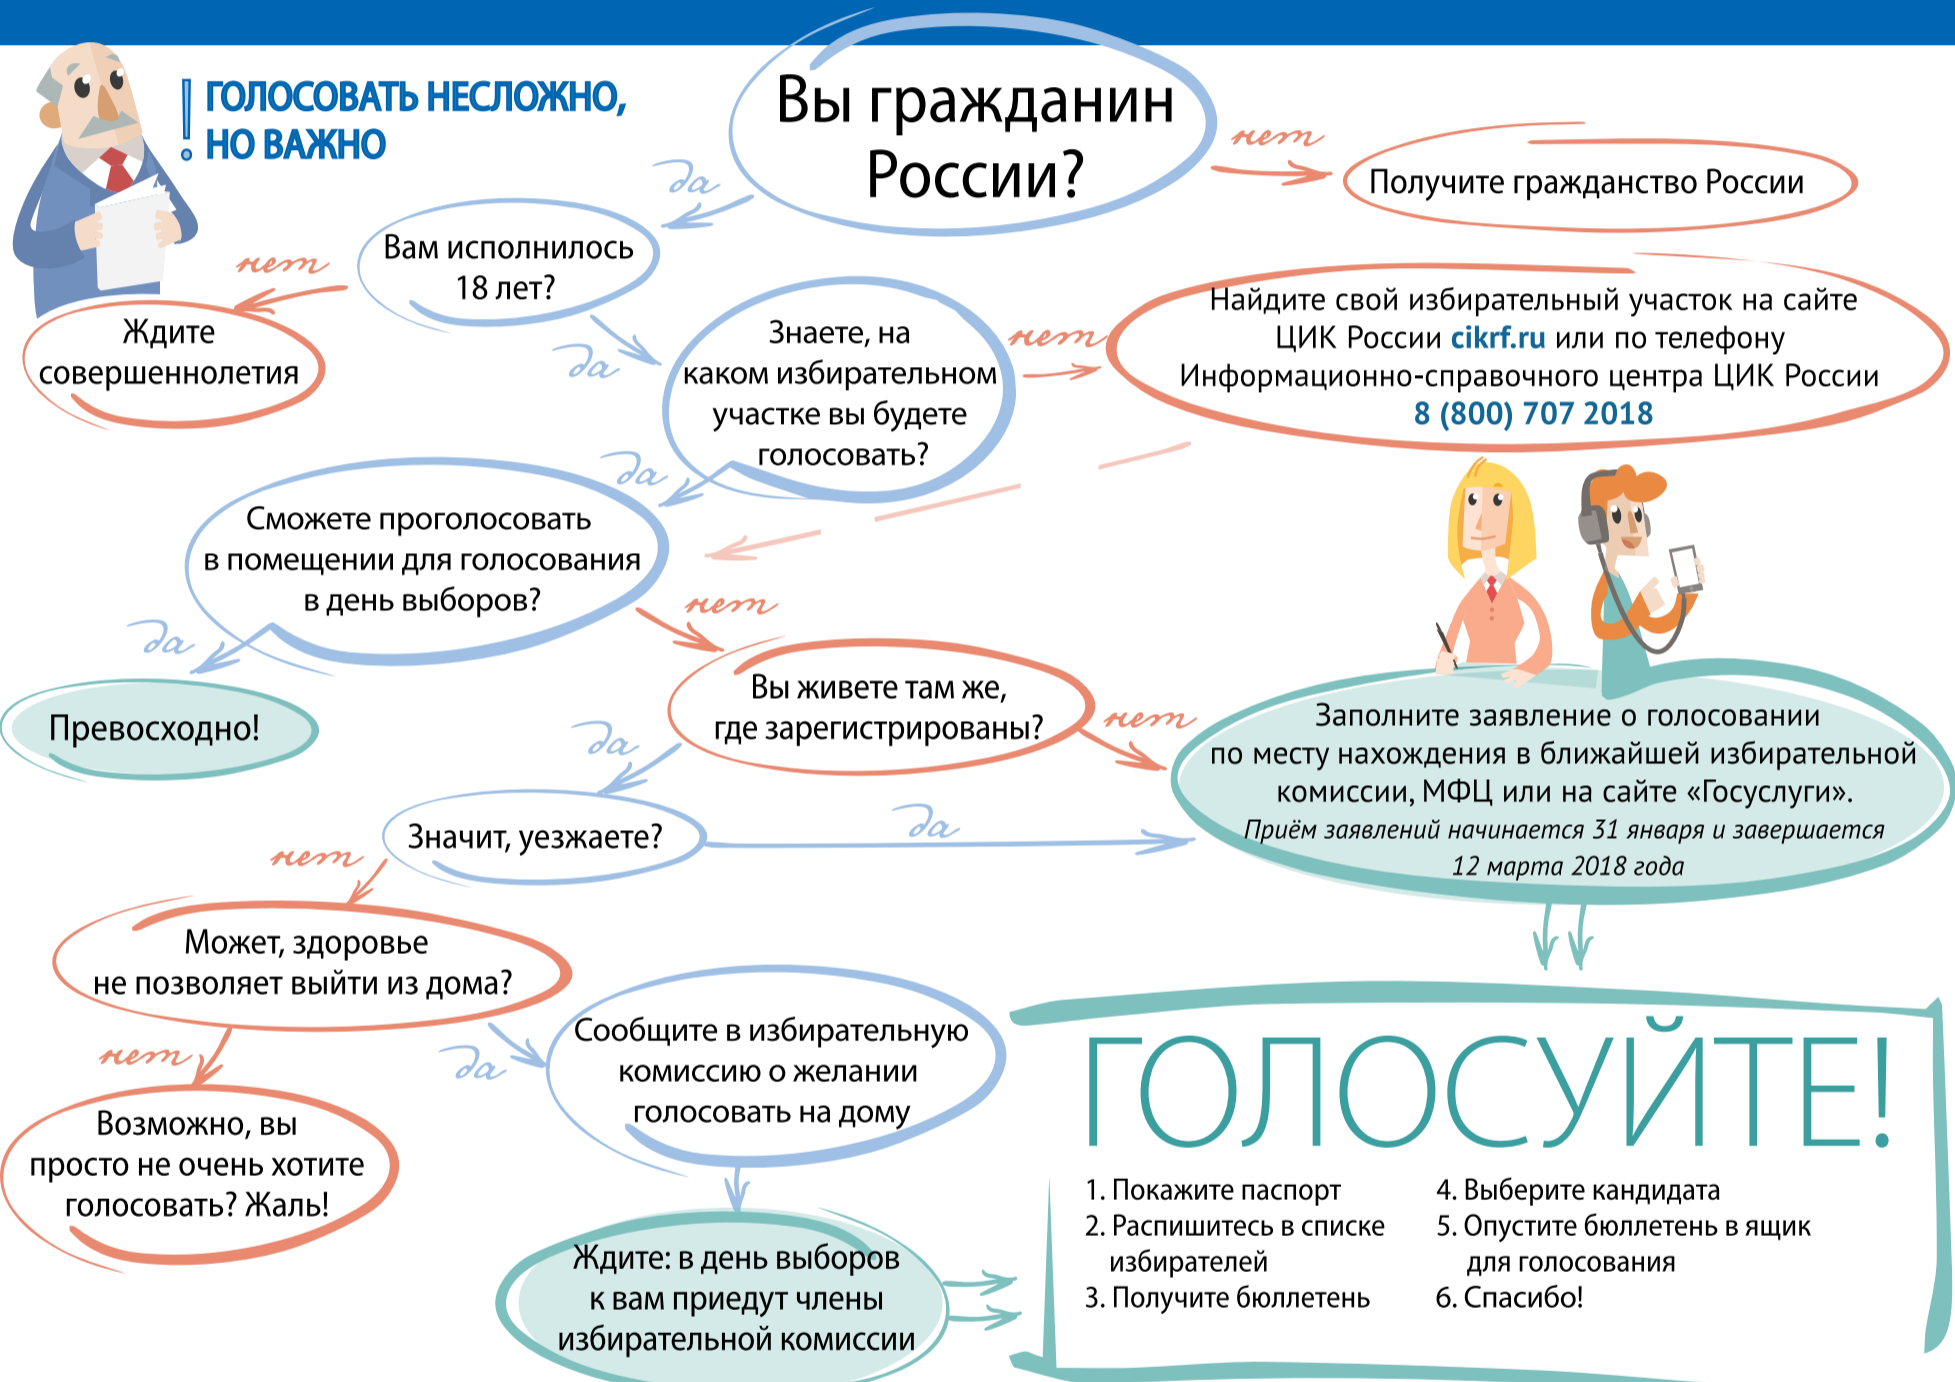 ГОЛОСОВАТЬ НЕСЛОЖНО,
НО ВАЖНО
Вы гражданин
России?
нет
Получите гражданство России
да
Вам исполнилось
18 лет?
нет
Ждите
совершеннолетия
да
Знаете, на
каком избирательном
участке вы будете
голосовать?
нет
Найдите свой избирательный участок на сайте
ЦИК России cikrf.ru или по телефону
Информационно-справочного центра ЦИК России
8 (800) 707 2018
да
Сможете проголосовать
в помещении для голосования
в день выборов?
да
Превосходно!
нет
Вы живете там же,
где зарегистрированы?
нет
Заполните заявление о голосовании
по месту нахождения в ближайшей избирательной
комиссии, МФЦ или на сайте «Госуслуги».
Приём заявлений начинается 31 января и завершается
12 марта 2018 года
да
Значит, уезжаете?
да
нет
Может, здоровье
не позволяет выйти из дома?
нет
Возможно, вы
просто не очень хотите
голосовать? Жаль!
да
Сообщите в избирательную
комиссию о желании
голосовать на дому
Ждите: в день выборов
к вам приедут члены
избирательной комиссии
ГОЛОСУЙТЕ!
1. Покажите паспорт
2. Распишитесь в списке
избирателей
3. Получите бюллетень
4. Выберите кандидата
5. Опустите бюллетень в ящик
для голосования
6. Спасибо!